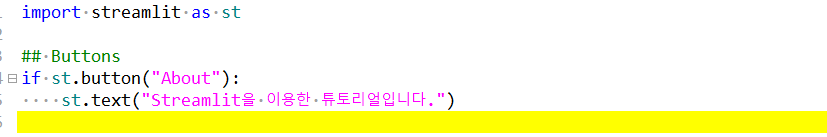 import streamlit as st
## Buttons
if st.button("About"):
    st.text("Streamlit을 이용한 튜토리얼입니다.")